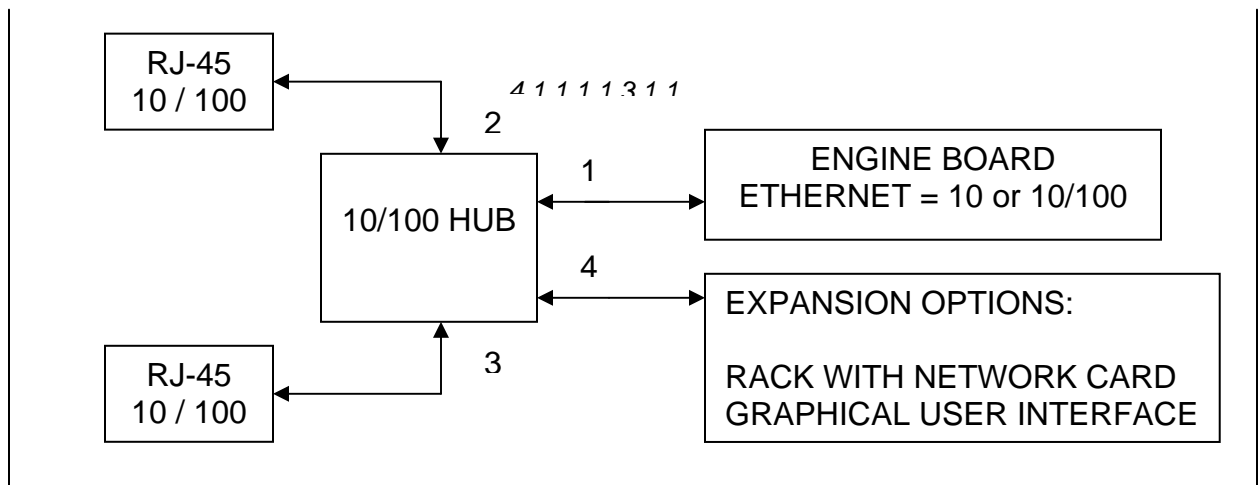 RJ-45
10 / 100
4 1 1 1 1 3 1 1
2
1
ENGINE BOARD
ETHERNET = 10 or 10/100
10/100 HUB
4
EXPANSION OPTIONS:
RACK WITH NETWORK CARD
GRAPHICAL USER INTERFACE
3
RJ-45
10 / 100